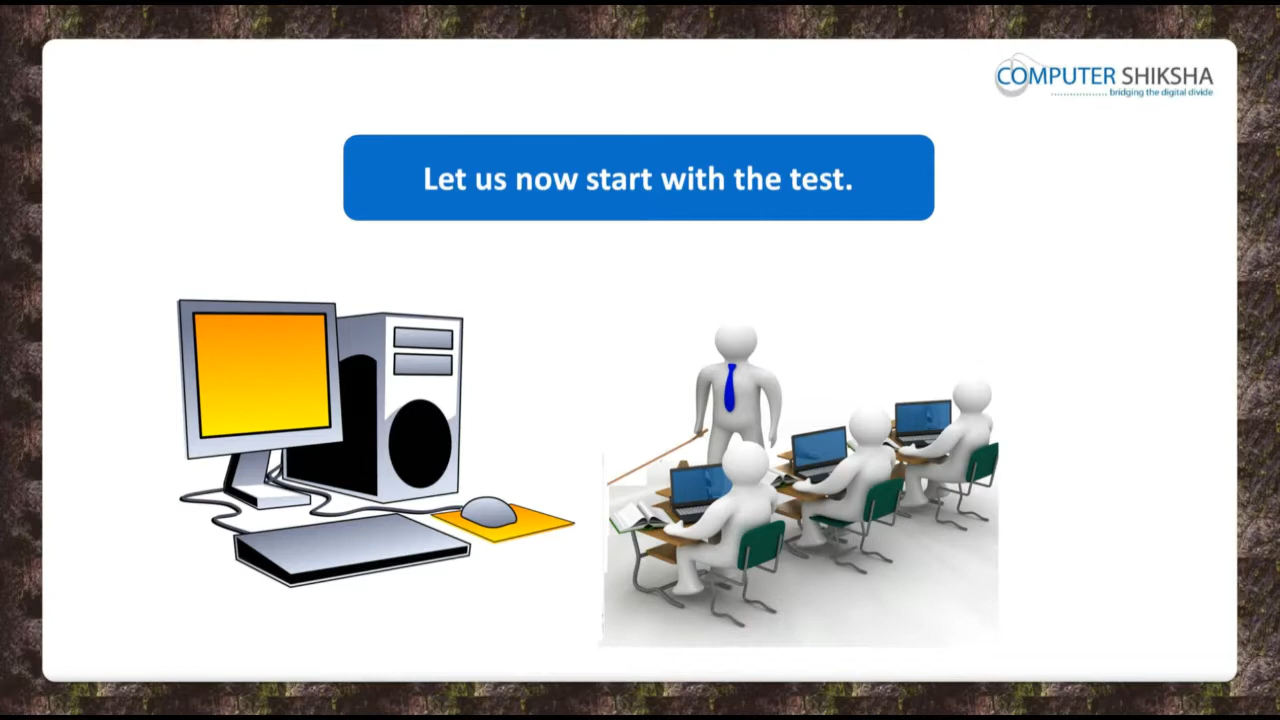 COMPUTER SHIKSHA
bridging the digital divide
Let us now start with the test.